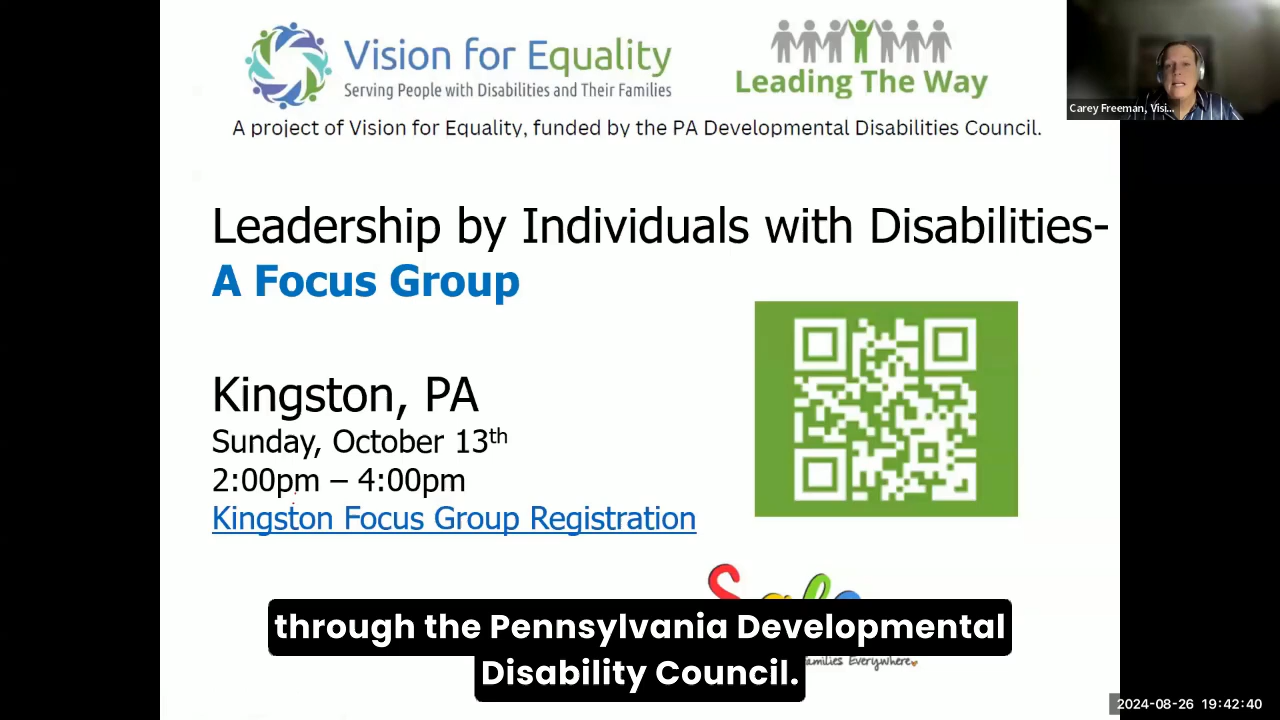 Vision for Equality
Serving People with Disabilities and Their Families
Leading The Way
A project of Vision for Equality, funded by the PA Developmental Disabilities Council.
Carey Freeman, Visi...
Leadership by Individuals with Disabilities-
A Focus Group
Kingston, PA
Sunday, October 13th
2:00pm – 4:00pm
Kingston Focus Group Registration
through the Pennsylvania Developmental
Disability Council.
Everywhere
2024-08-26 19:42:40